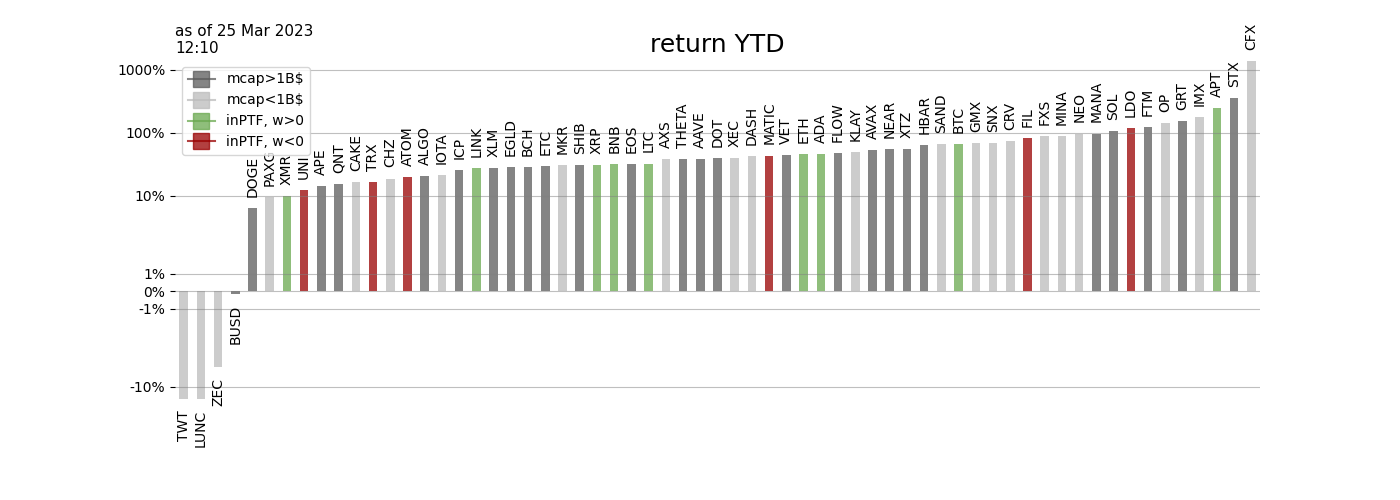 as of 25 Mar 2023
12:10
return YTD
1000%
100%
10%
1%
0%
-1%
-10%
mcap>1B$
mcap<1B$
inPTF, w>0
inPTF, w<0
TWT
LUNC
ZEC
BUSD
DOGE
PAXG
XMR
UNI
APE
QNT
CAKE
TRX
CHZ
ATOM
ALGO
IOTA
ICP
LINK
XLM
EGLD
BCH
ETC
MKR
SHIB
XRP
BNB
EOS
LTC
AXS
THETA
AAVE
DOT
XEC
DASH
MATIC
VET
ETH
ADA
FLOW
KLAY
AVAX
NEAR
XTZ
HBAR
SAND
BTC
GMX
SNX
CRV
FIL
FXS
MINA
NEO
MANA
SOL
LDO
FTM
OP
GRT
IMX
APT
STX
CFX